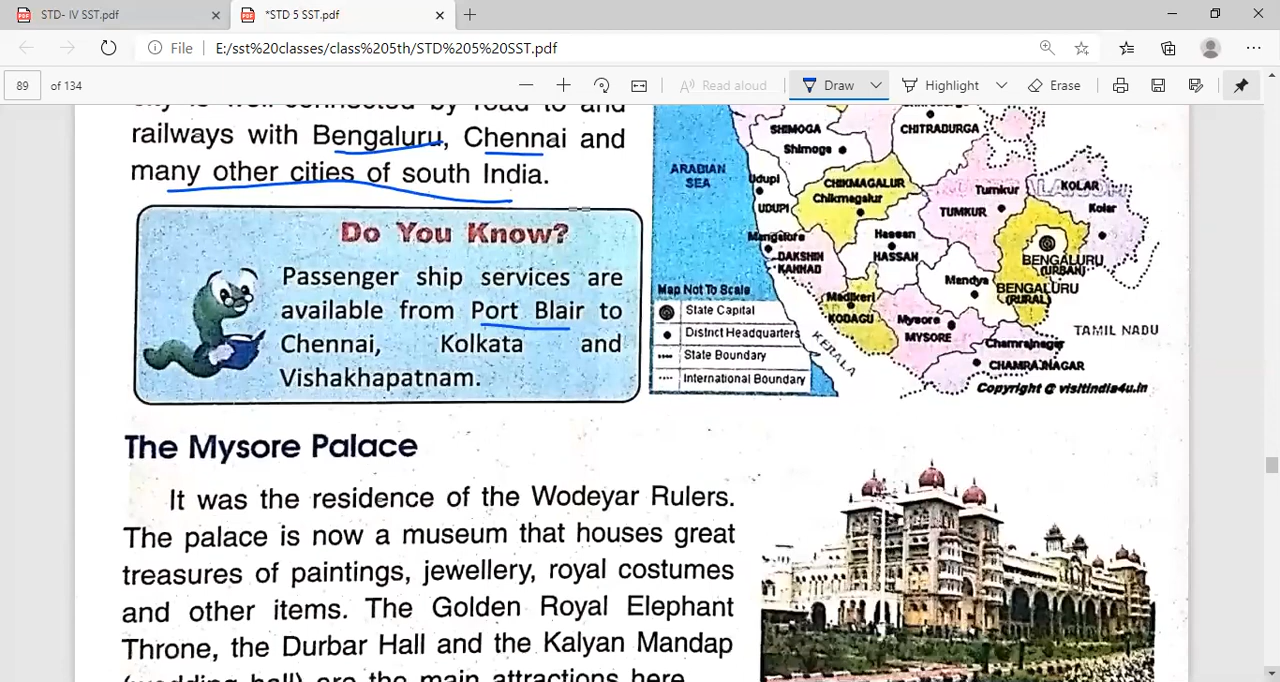 STD- IV SST.pdf
*STD 5 SST.pdf
File
E:/sst%20classes/class%205th/STD%205%20SST.pdf
89 of 134
Read aloud
Draw
Highlight
Erase
railways with Bengaluru, Chennai and
many other cities of south India.
Do You Know?
Passenger ship services are
available from Port Blair to
Chennai, Kolkata and
Vishakhapatnam.
ARABIAN
SEA
SHIMOGA
Shimoga
CHITRADURGA
Udupi
UDUPI
CHIKMAGALUR
Chikmagalur
Tumkur
TUMKUR
KOLAR
Kolar
Mangalore
DAKSHIN
KANNAD
Hassan
HASSAN
BENGALURU
(URBAN)
Mandya
BENGALURU
(RURAL)
Madikeri
KODAGU
Mysore
MYSORE
TAMIL NADU
KERALA
Chamrajnagar
CHAMRAJNAGAR
Map Not To Scale
State Capital
District Headquarters
State Boundary
International Boundary
Copyright @ visitindia4u.in
The Mysore Palace
It was the residence of the Wodeyar Rulers.
The palace is now a museum that houses great
treasures of paintings, jewellery, royal costumes
and other items. The Golden Royal Elephant
Throne, the Durbar Hall and the Kalyan Mandap
(wedding hall) are the main attractions here